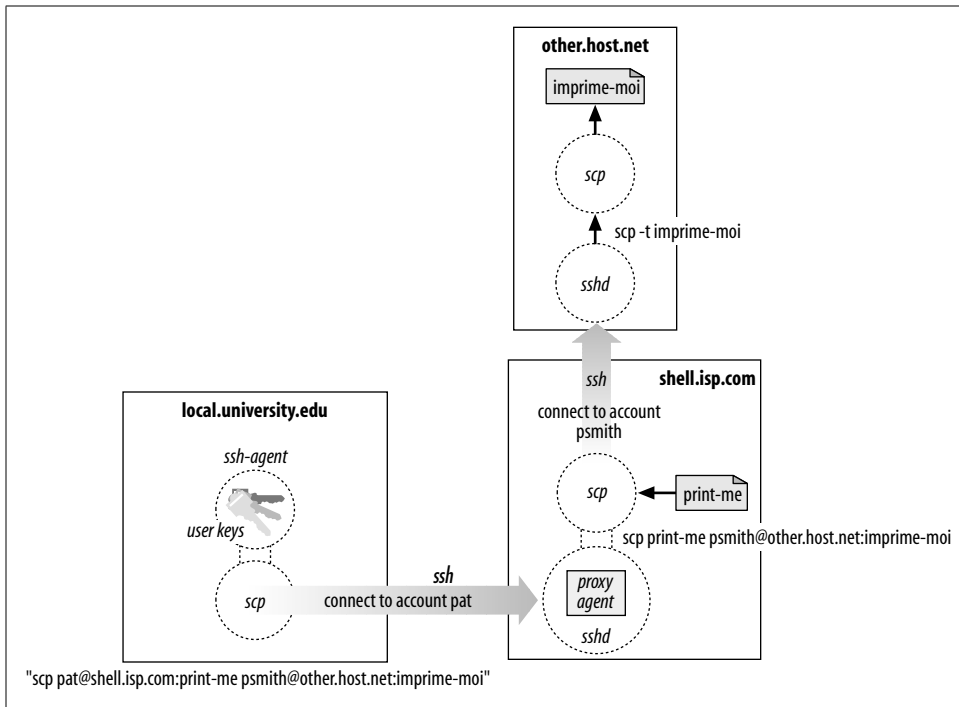 other.host.net
imprime-moi
scp
scp -t imprime-moi
sshd
ssh
shell.isp.com
connect to account
psmith
scp
print-me
scp print-me psmith@other.host.net:imprime-moi
proxy
agent
sshd
local.university.edu
ssh-agent
user keys
scp
ssh
connect to account pat
"scp pat@shell.isp.com:print-me psmith@other.host.net:imprime-moi"